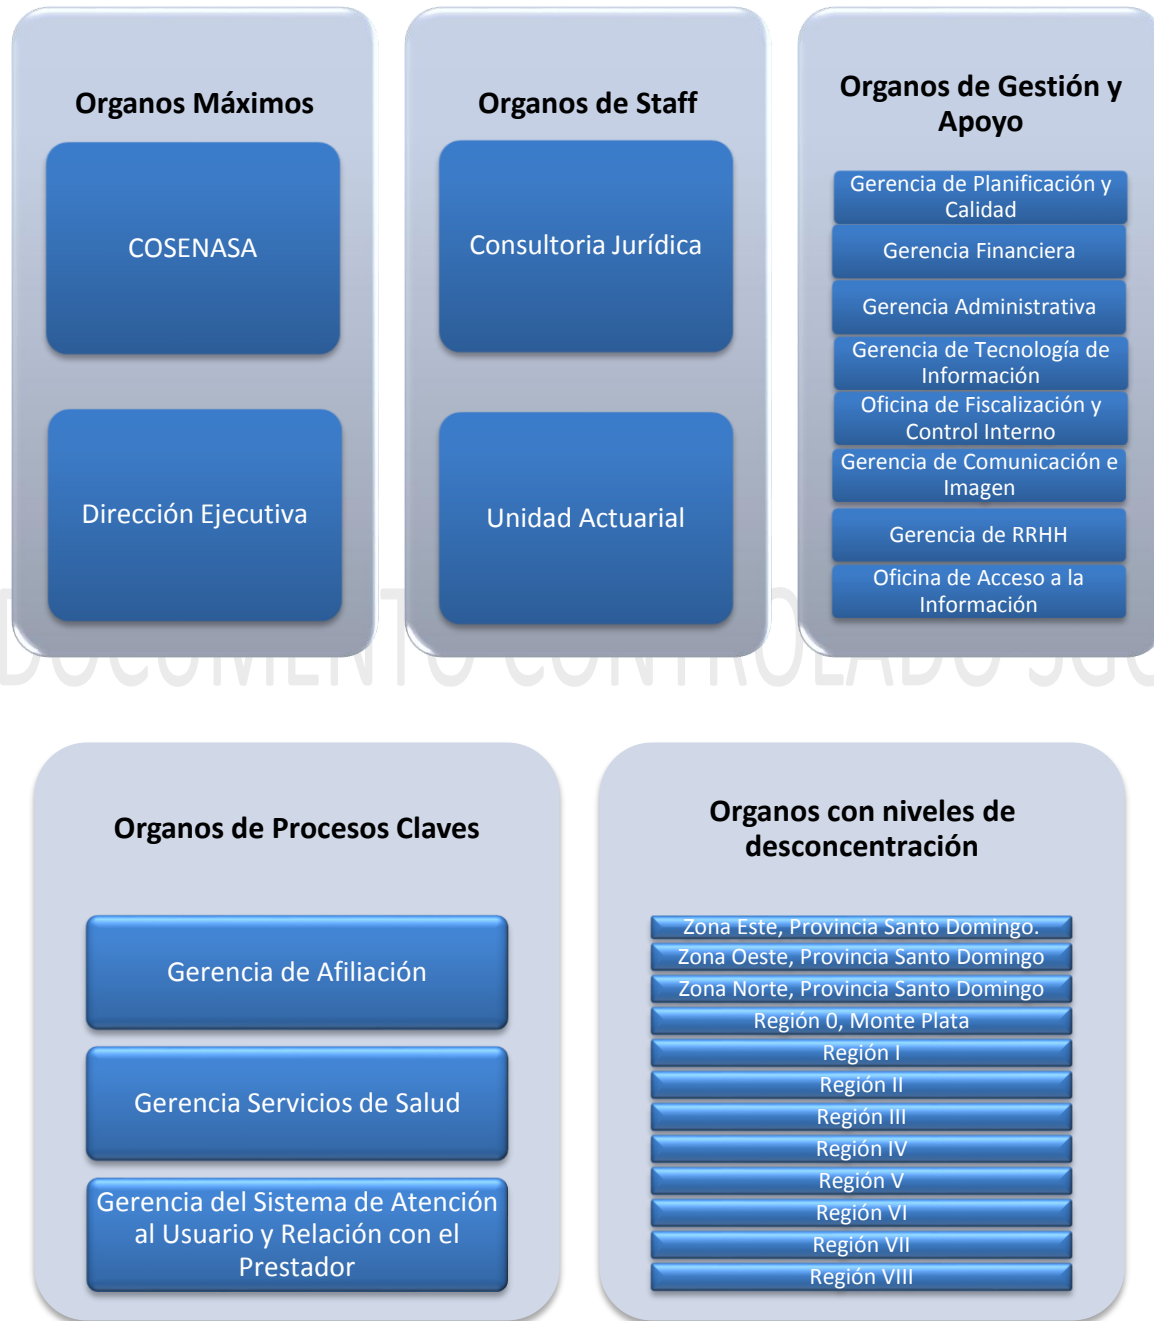 Organos Máximos
COSENASA
Dirección Ejecutiva
Organos de Staff
Consultoria Jurídica
Unidad Actuarial
Organos de Gestión y
Apoyo
Gerencia de Planificación y
Calidad
Gerencia Financiera
Gerencia Administrativa
Gerencia de Tecnología de
Información
Oficina de Fiscalización y
Control Interno
Gerencia de Comunicación e
Imagen
Gerencia de RRHH
Oficina de Acceso a la
Información
DOCUMENTO CONTROLADO SGC
Organos de Procesos Claves
Gerencia de Afiliación
Gerencia Servicios de Salud
Gerencia del Sistema de Atención
al Usuario y Relación con el
Prestador
Organos con niveles de
desconcentración
Zona Este, Provincia Santo Domingo.
Zona Oeste, Provincia Santo Domingo
Zona Norte, Provincia Santo Domingo
Región 0, Monte Plata
Región I
Región II
Región III
Región IV
Región V
Región VI
Región VII
Región VIII